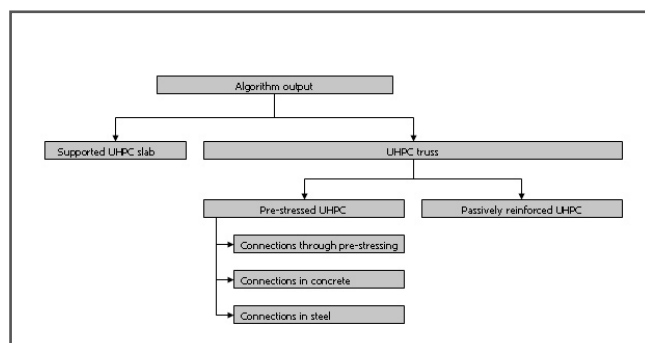 Algorithm output
Supported UHPC slab
UHPC truss
Pre-stressed UHPC
Passively reinforced UHPC
Connections through pre-stressing
Connections in concrete
Connections in steel